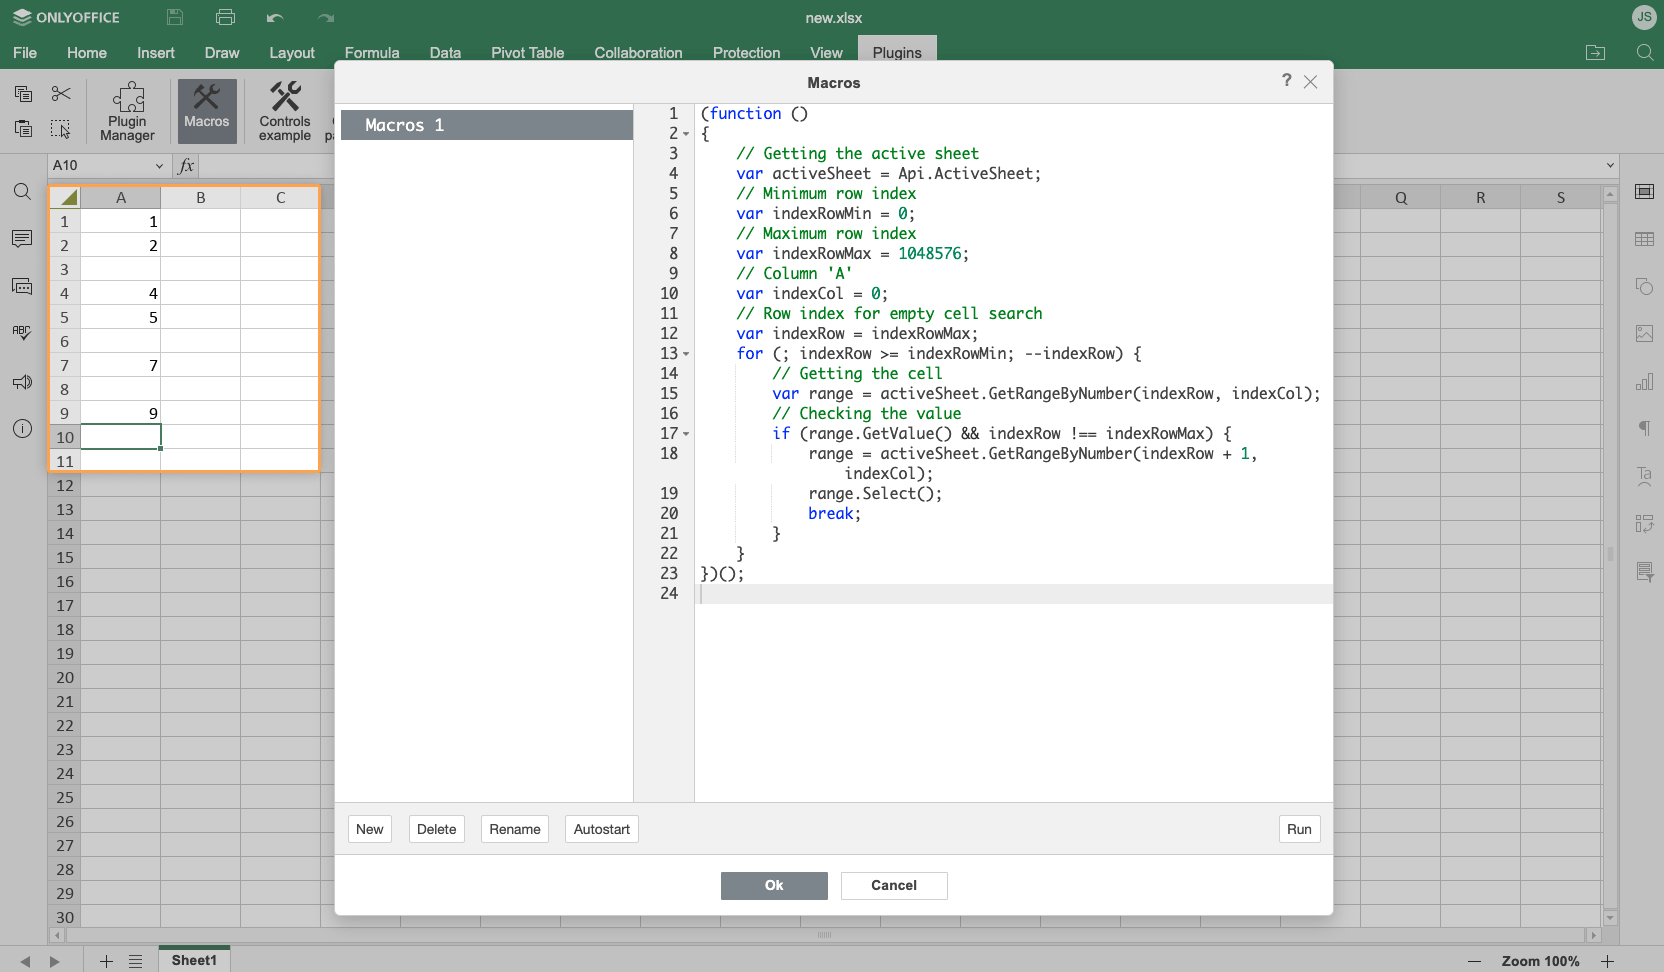 ONLYOFFICE
new.xlsx
JS
File Home Insert Draw Layout Formula Data Pivot Table Collaboration Protection View Plugins
Plugin Manager
Macros
Controls example
A10
fx
Macros
?
Macros 1
1 (function ()
2 {
3 // Getting the active sheet
4 var activeSheet = Api.ActiveSheet;
5 // Minimum row index
6 var indexRowMin = 0;
7 // Maximum row index
8 var indexRowMax = 1048576;
9 // Column 'A'
10 var indexCol = 0;
11 // Row index for empty cell search
12 var indexRow = indexRowMax;
13 for (; indexRow >= indexRowMin; --indexRow) {
14 // Getting the cell
15 var range = activeSheet.GetRangeByNumber(indexRow, indexCol);
16 // Checking the value
17 if (range.GetValue() && indexRow !== indexRowMax) {
18 range = activeSheet.GetRangeByNumber(indexRow + 1,
indexCol);
19 range.Select();
20 break;
21 }
22 }
23 })();
24
A B C
1 1
2 2
3
4 4
5 5
6
7 7
8
9 9
10
11
12
13
14
15
16
17
18
19
20
21
22
23
24
25
26
27
28
29
30
Q R S
ABC
Ta
New Delete Rename Autostart Run
Ok Cancel
Sheet1
Zoom 100%